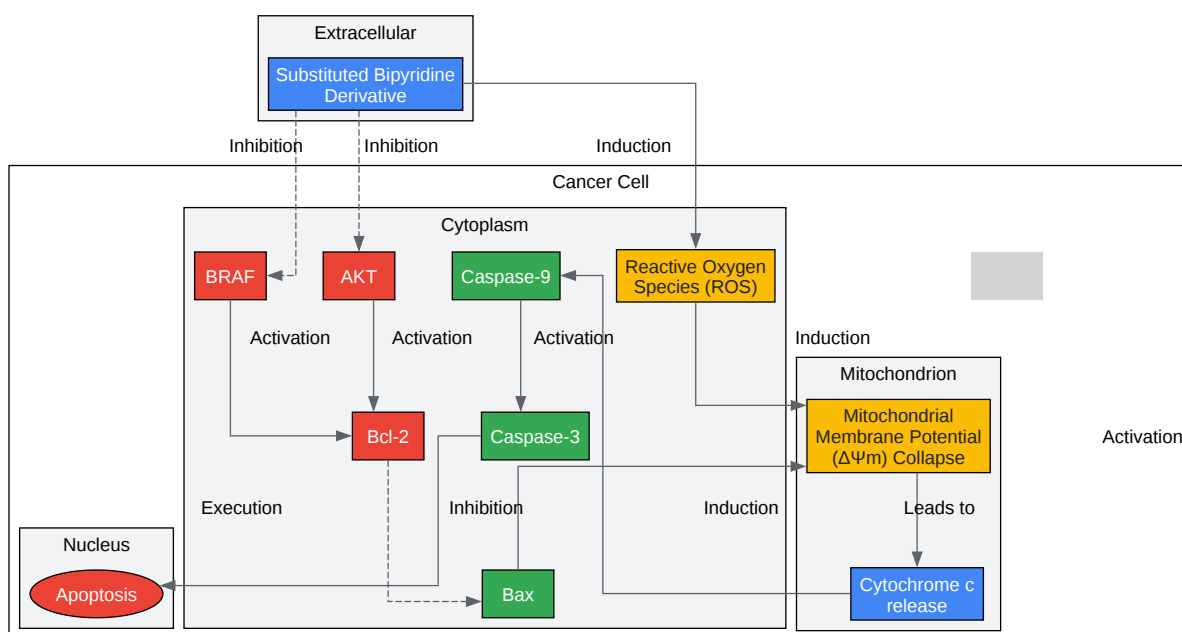 Extracellular
Substituted Bipyridine
Derivative
Inhibition
Inhibition
Induction
Cancer Cell
Cytoplasm
BRAF
AKT
Caspase-9
Reactive Oxygen
Species (ROS)
Activation
Activation
Activation
Induction
Mitochondrion
Bcl-2
Caspase-3
Mitochondrial
Membrane Potential
(ΔΨm) Collapse
Activation
Execution
Inhibition
Induction
Leads to
Nucleus
Apoptosis
Bax
Cytochrome c
release